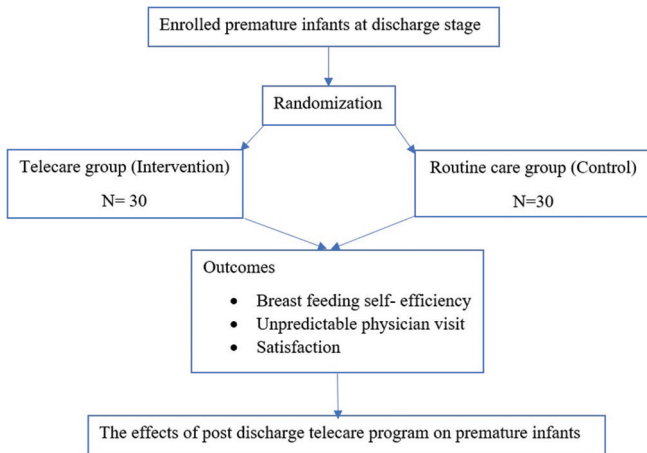 Enrolled premature infants at discharge stage
Randomization
Telecare group (Intervention)
N= 30
Routine care group (Control)
N=30
Outcomes
• Breast feeding self- efficiency
• Unpredictable physician visit
• Satisfaction
The effects of post discharge telecare program on premature infants